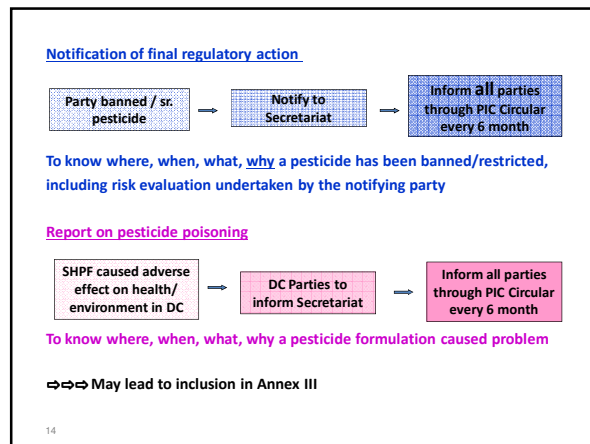 Notification of final regulatory action
Party banned / sr.
pesticide
Notify to
Secretariat
Inform all parties
through PIC Circular
every 6 month
To know where, when, what, why a pesticide has been banned/restricted,
including risk evaluation undertaken by the notifying party
Report on pesticide poisoning
SHPF caused adverse
effect on health/
environment in DC
DC Parties to
inform Secretariat
Inform all parties
through PIC Circular
every 6 month
To know where, when, what, why a pesticide formulation caused problem
⇨⇨⇨ May lead to inclusion in Annex III
14